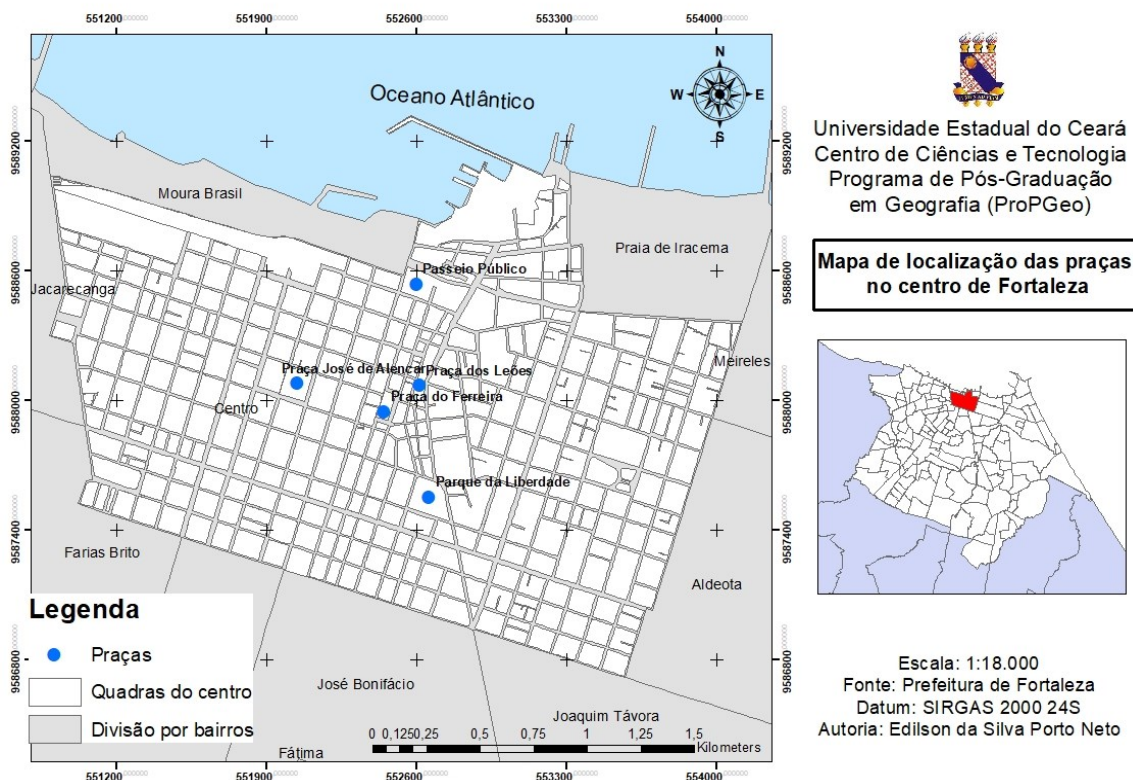 551200 551900 552600 553300 554000
9589200
9588600
9588000
9587400
9586800
Oceano Atlântico
N
W E
S
Moura Brasil
Praia de Iracema
Passeio Público
Jacarecanga
Meireles
Praça José de Alencar
Praça dos Leões
Praça do Ferreira
Centro
Parque da Liberdade
Farias Brito
Aldeota
José Bonifácio
Joaquim Távora
Fátima
Legenda
Praças
Quadras do centro
Divisão por bairros
0 0,1250,25 0,5 0,75 1 1,25 1,5
Kilometers
9589200
9588600
9588000
9587400
9586800
551200 551900 552600 553300 554000
Universidade Estadual do Ceará
Centro de Ciências e Tecnologia
Programa de Pós-Graduação
em Geografia (ProPGeo)
Mapa de localização das praças
no centro de Fortaleza
Escala: 1:18.000
Fonte: Prefeitura de Fortaleza
Datum: SIRGAS 2000 24S
Autoria: Edilson da Silva Porto Neto